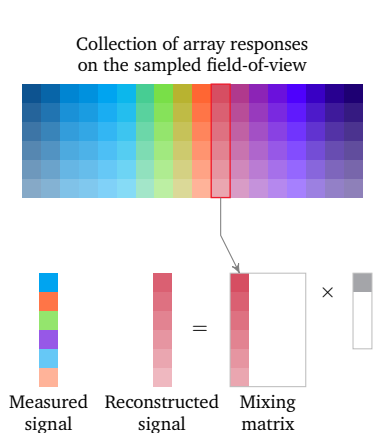 Collection of array responses
on the sampled field-of-view
×
=
Measured
signal
Reconstructed
signal
Mixing
matrix